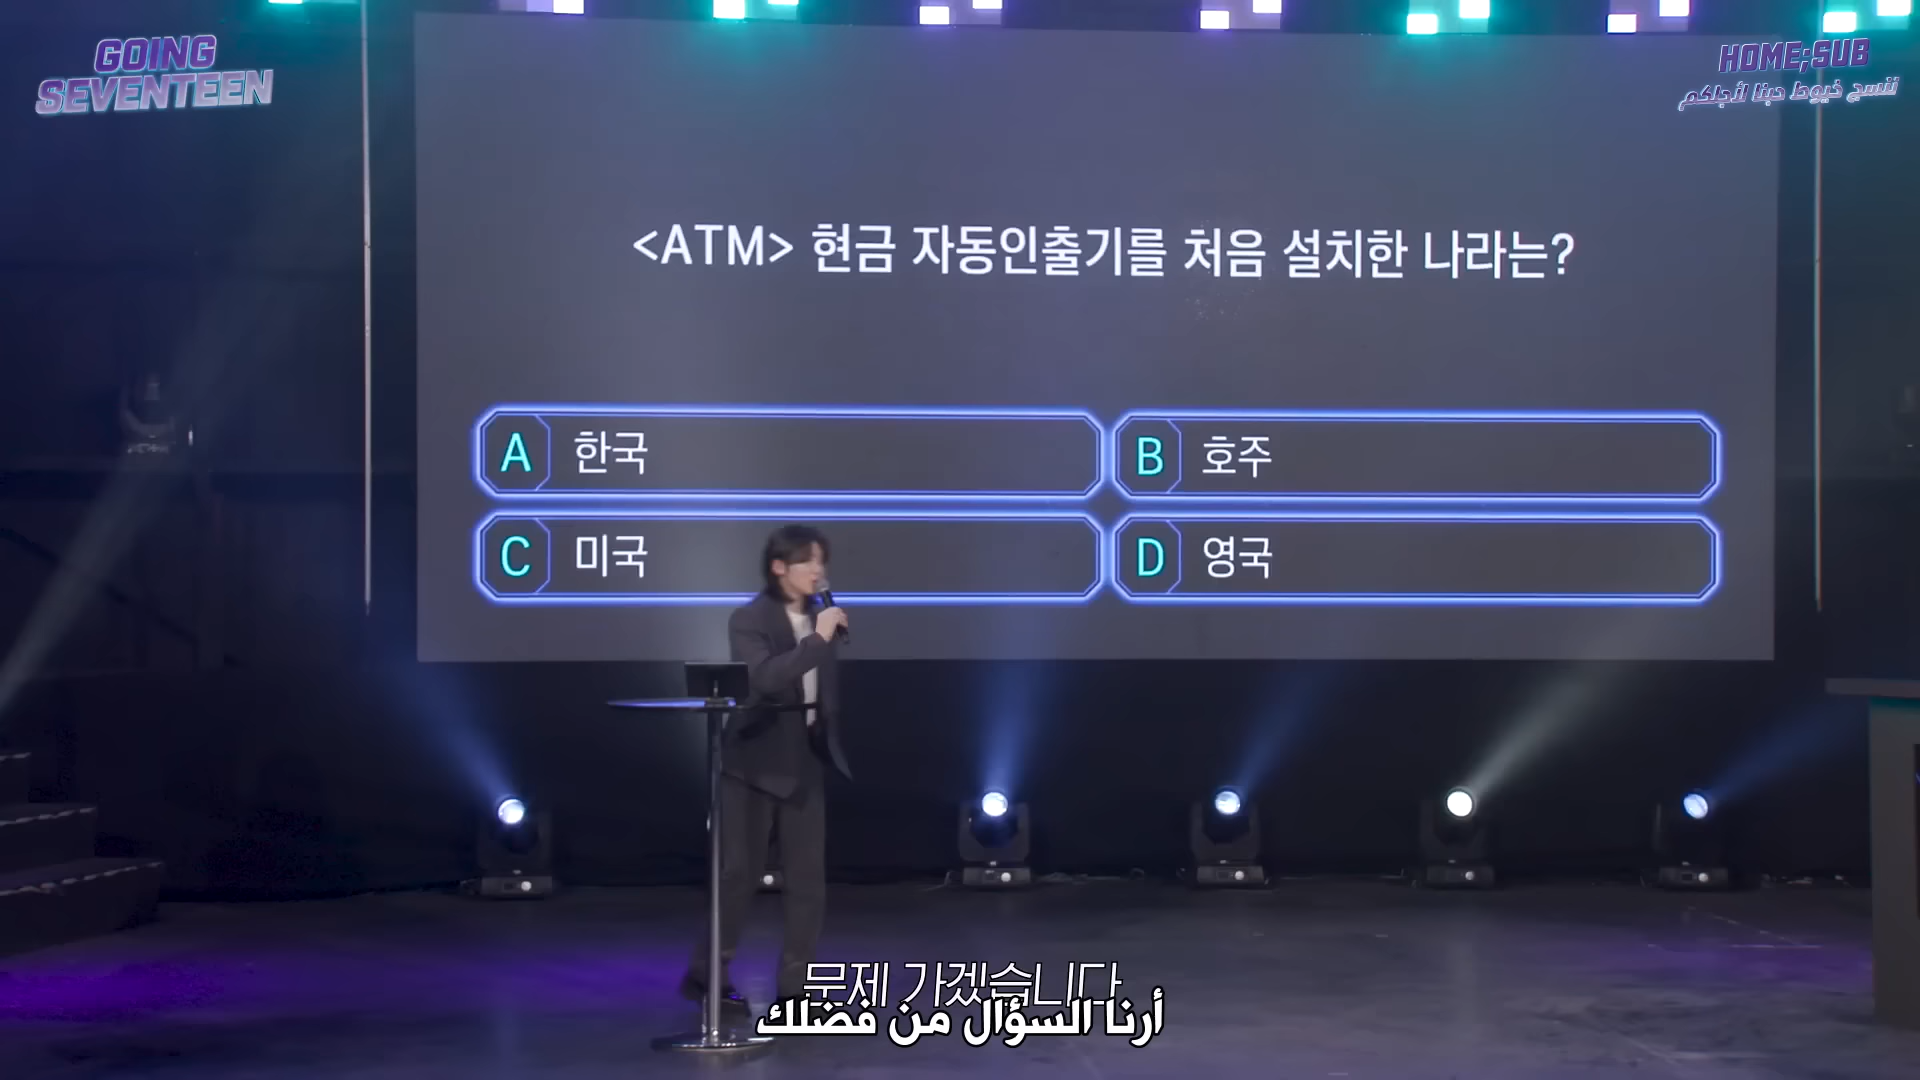 GOING
SEVENTEEN
HOME;SUB
ننسج خيوط حبنا لأجلكم
<ATM> 현금 자동인출기를 처음 설치한 나라는?
A 한국
B 호주
C 미국
D 영국
문제 가겠습니다
أرنا السؤال من فضلك